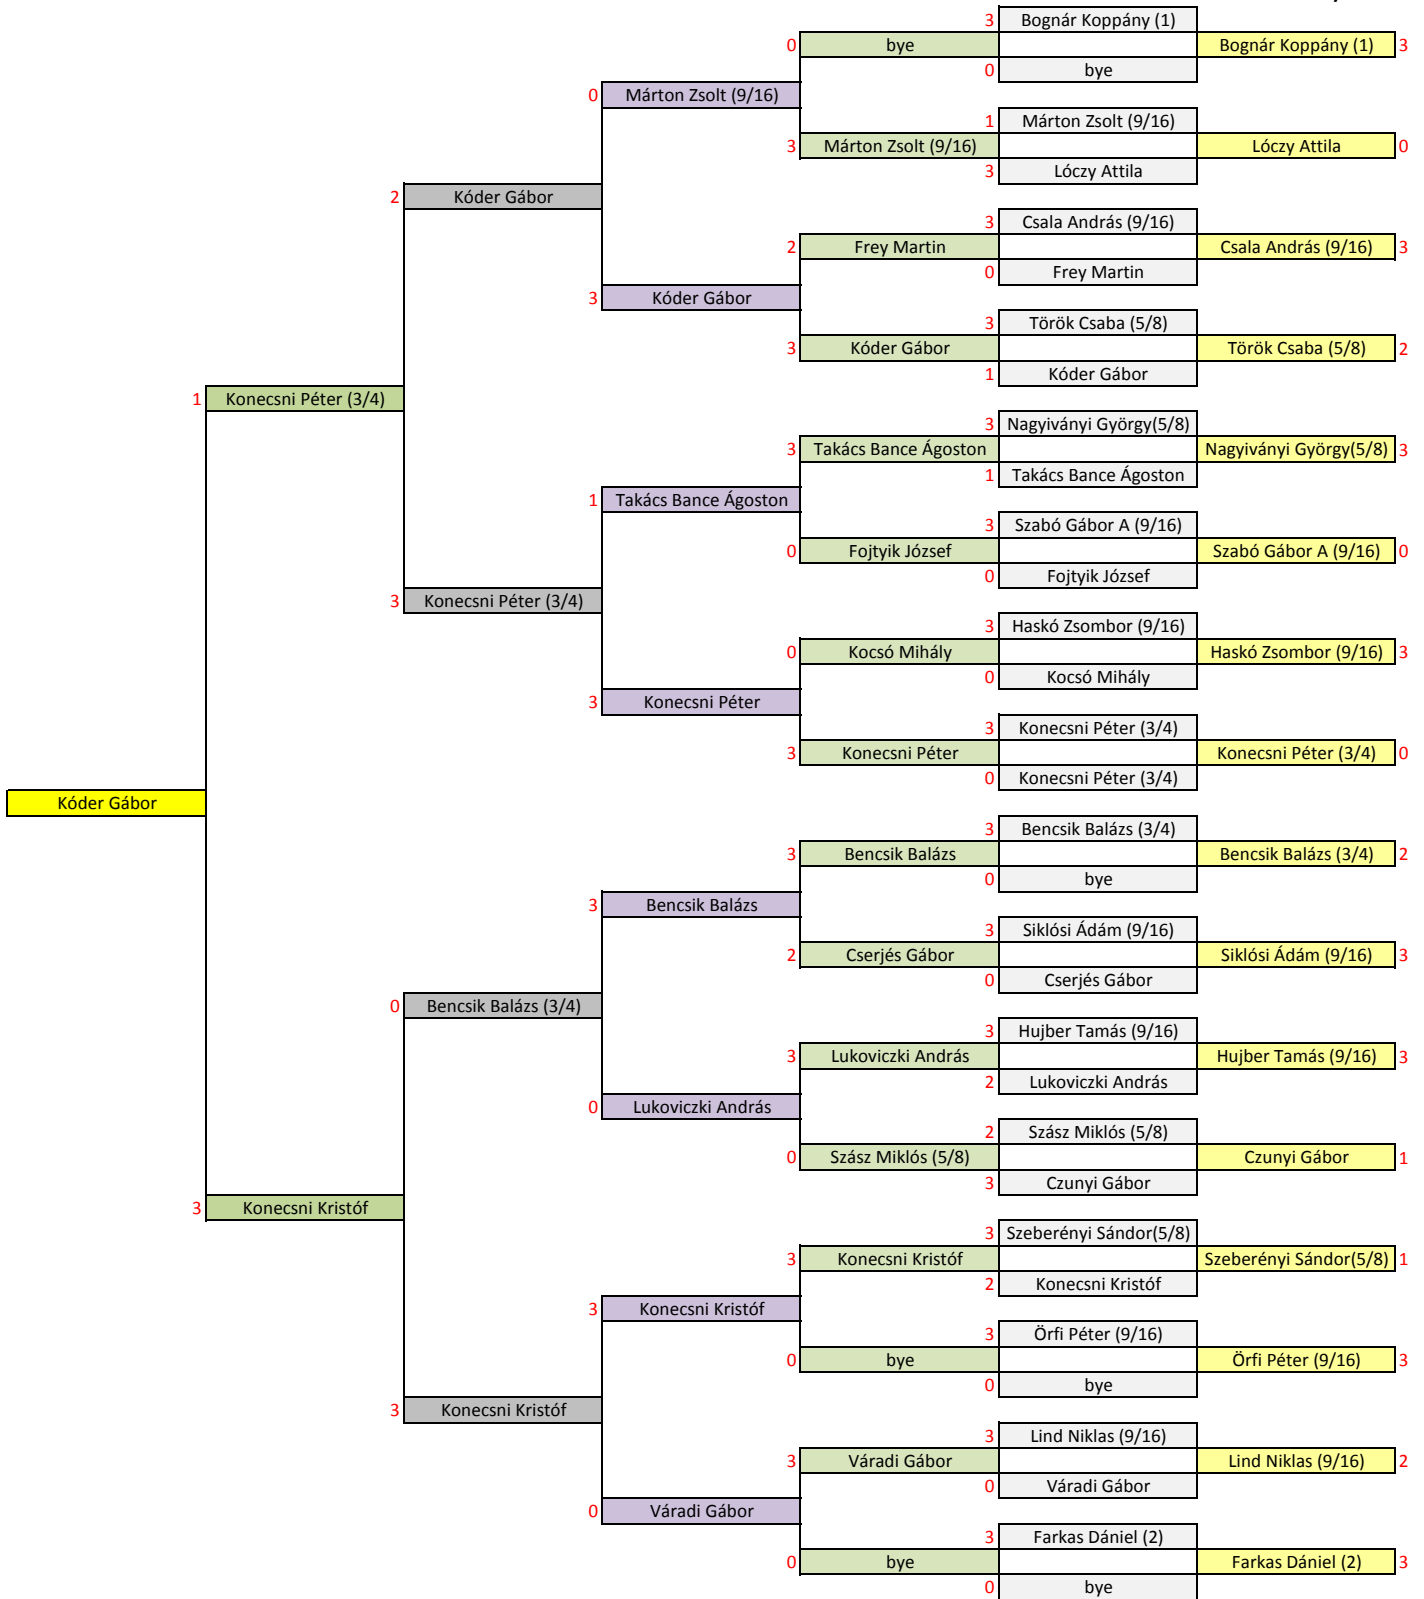 3 Bognár Koppány (1)
0 bye Bognár Koppány (1) 3
0 bye
0 Márton Zsolt (9/16)
1 Márton Zsolt (9/16)
3 Márton Zsolt (9/16) Lóczy Attila 0
3 Lóczy Attila
2 Kóder Gábor
3 Csala András (9/16)
2 Frey Martin Csala András (9/16) 3
0 Frey Martin
3 Kóder Gábor
3 Török Csaba (5/8)
3 Kóder Gábor Török Csaba (5/8) 2
1 Kóder Gábor
1 Konecsni Péter (3/4)
3 Nagyiványi György(5/8)
3 Takács Bance Ágoston Nagyiványi György(5/8) 3
1 Takács Bance Ágoston
1 Takács Bance Ágoston
3 Szabó Gábor A (9/16)
0 Fojtyik József Szabó Gábor A (9/16) 0
0 Fojtyik József
3 Konecsni Péter (3/4)
3 Haskó Zsombor (9/16)
0 Kocsó Mihály Haskó Zsombor (9/16) 3
0 Kocsó Mihály
3 Konecsni Péter
3 Konecsni Péter (3/4)
3 Konecsni Péter Konecsni Péter (3/4) 0
0 Konecsni Péter (3/4)
Kóder Gábor
3 Bencsik Balázs (3/4)
3 Bencsik Balázs Bencsik Balázs (3/4) 2
0 bye
3 Bencsik Balázs
3 Siklósi Ádám (9/16)
2 Cserjés Gábor Siklósi Ádám (9/16) 3
0 Cserjés Gábor
0 Bencsik Balázs (3/4)
3 Hujber Tamás (9/16)
3 Lukoviczki András Hujber Tamás (9/16) 3
2 Lukoviczki András
0 Lukoviczki András
2 Szász Miklós (5/8)
0 Szász Miklós (5/8) Czunyi Gábor 1
3 Czunyi Gábor
3 Konecsni Kristóf
3 Szeberényi Sándor(5/8)
3 Konecsni Kristóf Szeberényi Sándor(5/8) 1
2 Konecsni Kristóf
3 Konecsni Kristóf
3 Örfi Péter (9/16)
0 bye Örfi Péter (9/16) 3
0 bye
3 Konecsni Kristóf
3 Lind Niklas (9/16)
3 Váradi Gábor Lind Niklas (9/16) 2
0 Váradi Gábor
0 Váradi Gábor
3 Farkas Dániel (2)
0 bye Farkas Dániel (2) 3
0 bye